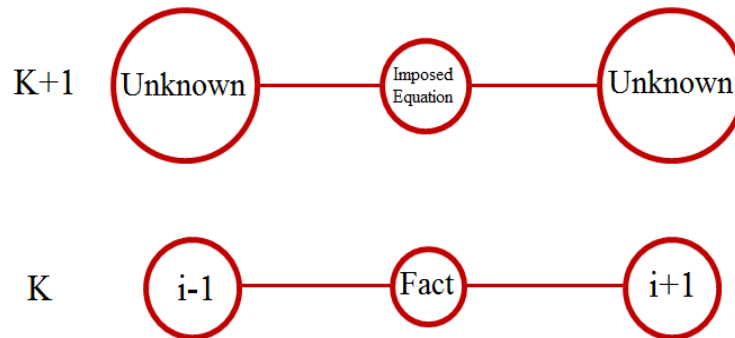 K+1
Unknown
Imposed
Equation
Unknown
K
i-1
Fact
i+1